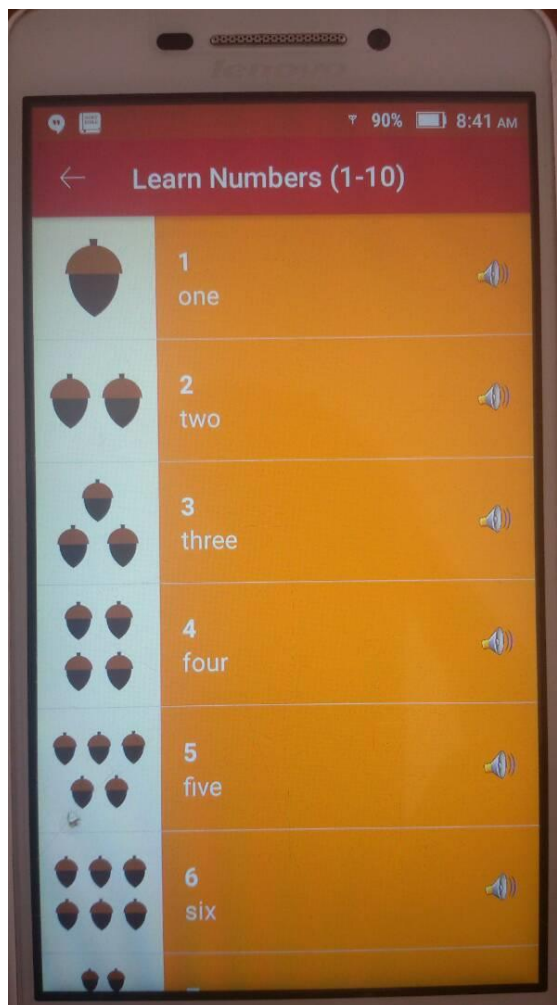 lenovo
90% 8:41 AM
Learn Numbers (1-10)
1
one
2
two
3
three
4
four
5
five
6
six